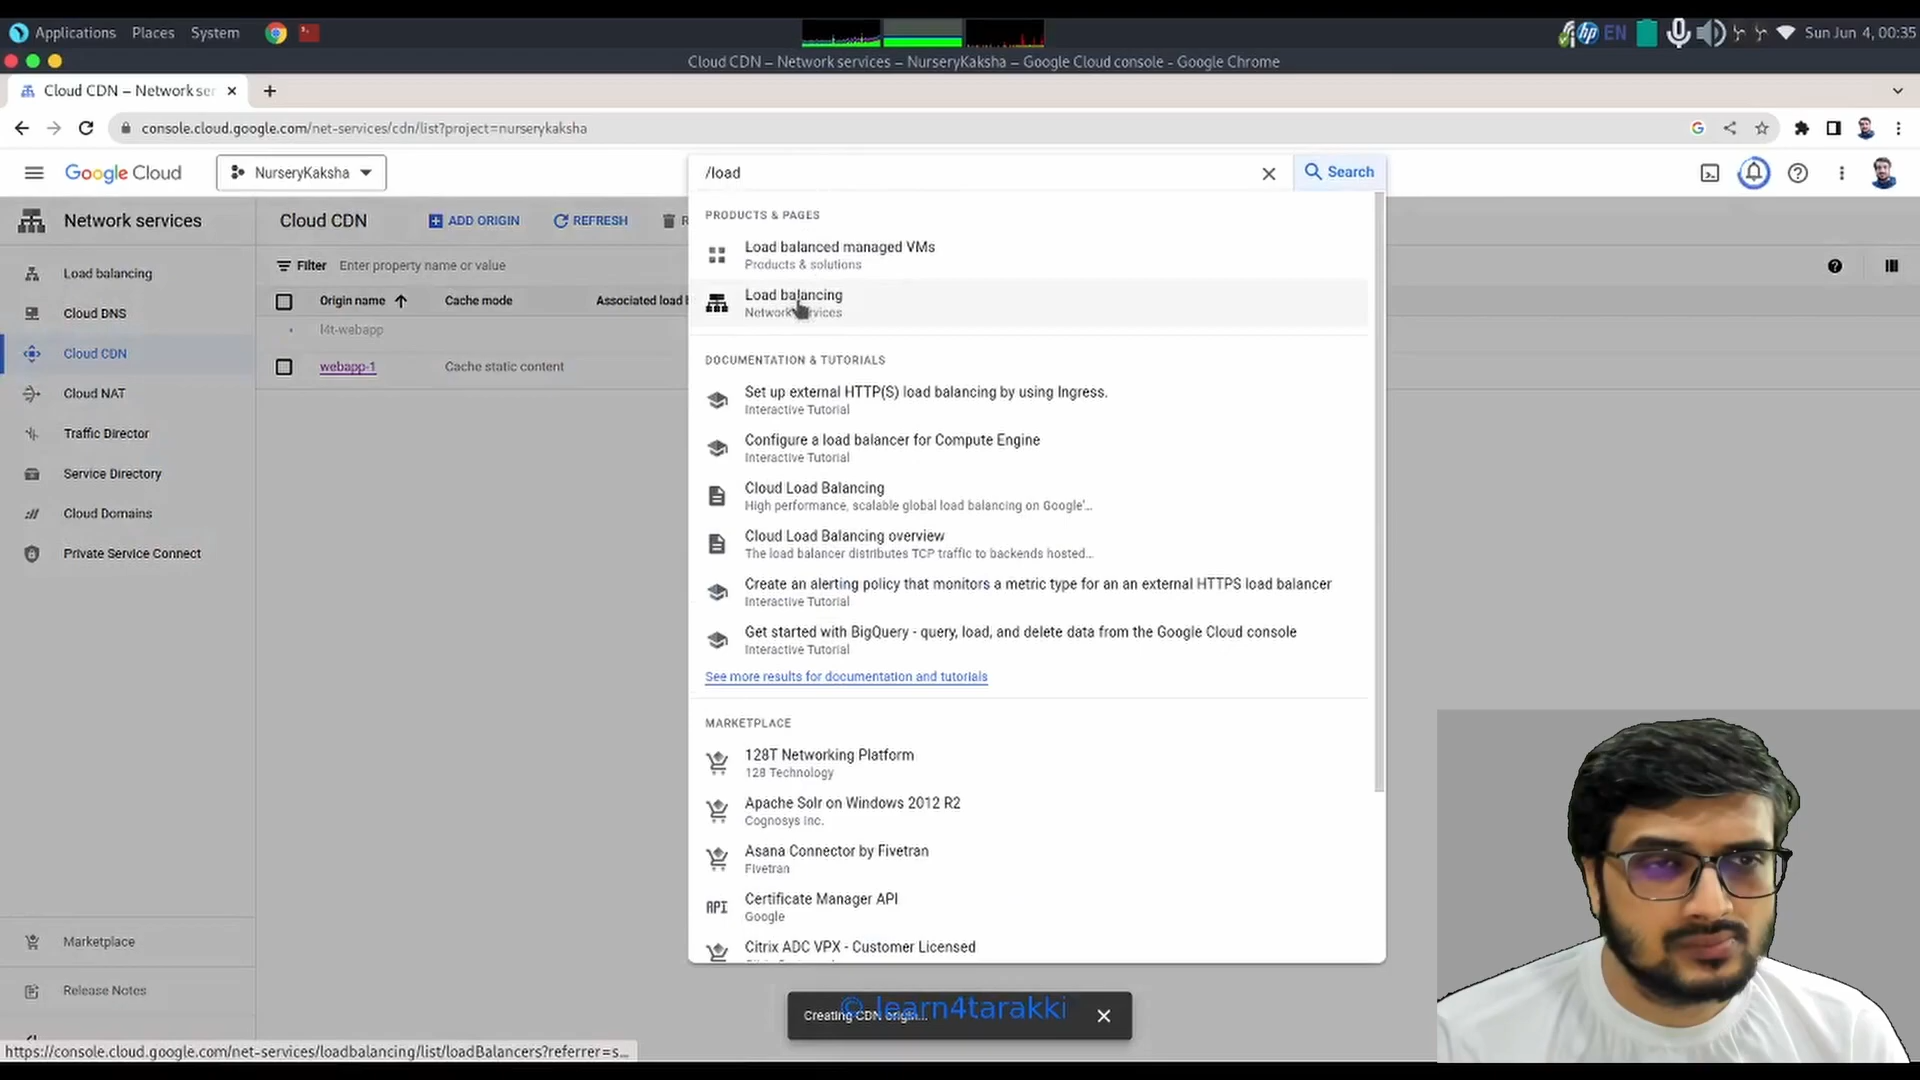 Applications Places System
EN
Sun Jun 4, 00:35
Cloud CDN – Network services – NurseryKaksha – Google Cloud console - Google Chrome
Cloud CDN – Network ser
console.cloud.google.com/net-services/cdn/list?project=nurserykaksha
Google Cloud
NurseryKaksha
/load
Search
Network services
Load balancing
Cloud DNS
Cloud CDN
Cloud NAT
Traffic Director
Service Directory
Cloud Domains
Private Service Connect
Marketplace
Release Notes
Cloud CDN
ADD ORIGIN
REFRESH
R
Filter Enter property name or value
Origin name Cache mode Associated load b
l4t-webapp
webapp-1 Cache static content
PRODUCTS & PAGES
Load balanced managed VMs
Products & solutions
Load balancing
Network services
DOCUMENTATION & TUTORIALS
Set up external HTTP(S) load balancing by using Ingress.
Interactive Tutorial
Configure a load balancer for Compute Engine
Interactive Tutorial
Cloud Load Balancing
High performance, scalable global load balancing on Google'...
Cloud Load Balancing overview
The load balancer distributes TCP traffic to backends hosted...
Create an alerting policy that monitors a metric type for an an external HTTPS load balancer
Interactive Tutorial
Get started with BigQuery - query, load, and delete data from the Google Cloud console
Interactive Tutorial
See more results for documentation and tutorials
MARKETPLACE
128T Networking Platform
128 Technology
Apache Solr on Windows 2012 R2
Cognosys Inc.
Asana Connector by Fivetran
Fivetran
API Certificate Manager API
Google
Citrix ADC VPX - Customer Licensed
© learn4tarakki
Creating CDN origin...
https://console.cloud.google.com/net-services/loadbalancing/list/loadBalancers?referrer=s...